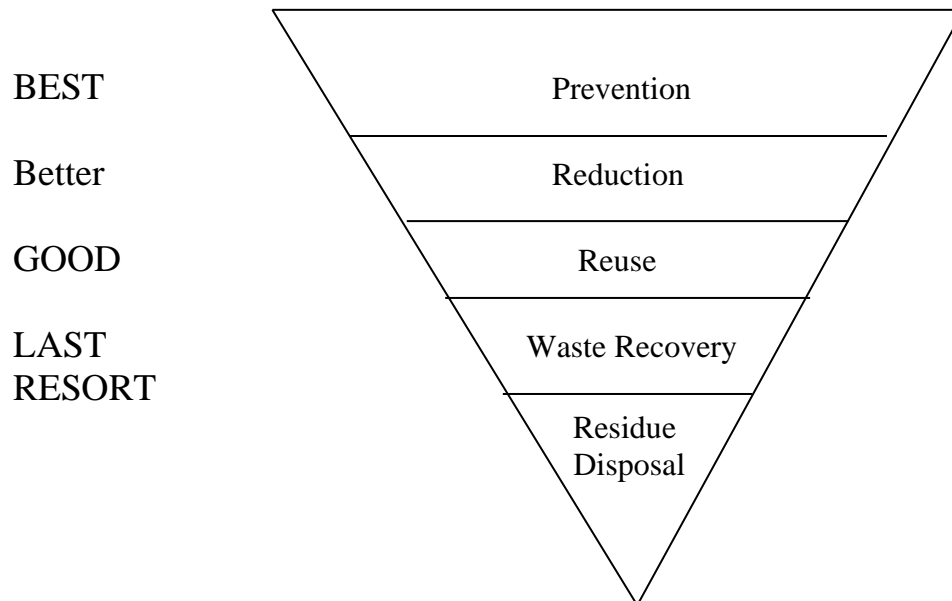 BEST
Prevention
Better
Reduction
GOOD
Reuse
LAST
RESORT
Waste Recovery
Residue
Disposal